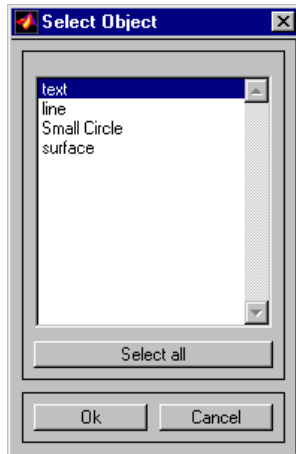 Select Object
text
line
Small Circle
surface
Select all
Ok
Cancel